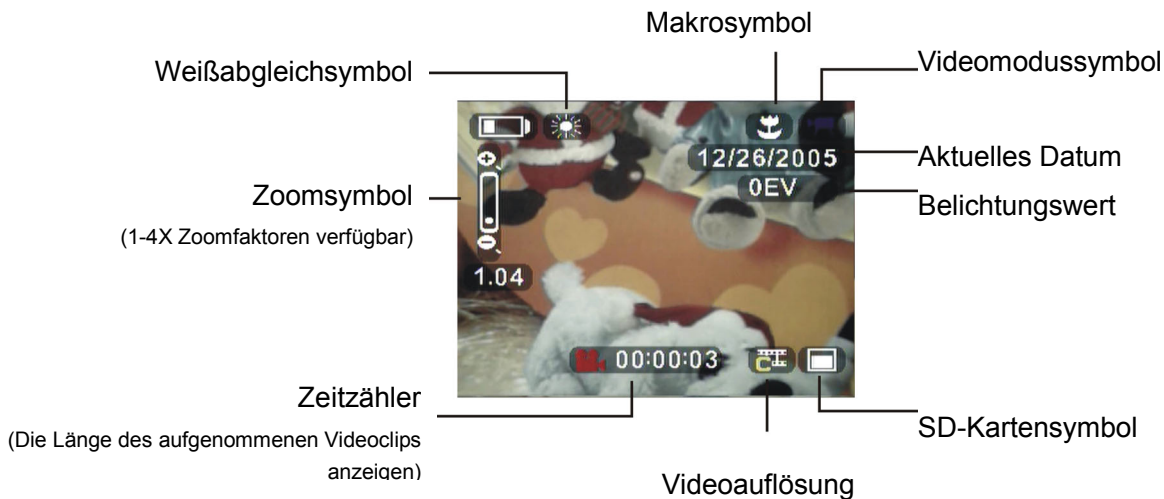 Makrosymbol
Weißabgleichsymbol
Videomodussymbol
12/26/2005
Aktuelles Datum
0EV
Zoomsymbol
Belichtungswert
(1-4X Zoomfaktoren verfügbar)
1.04
00:00:03
C
Zeitzähler
(Die Länge des aufgenommenen Videoclips
anzeigen)
SD-Kartensymbol
Videoauflösung